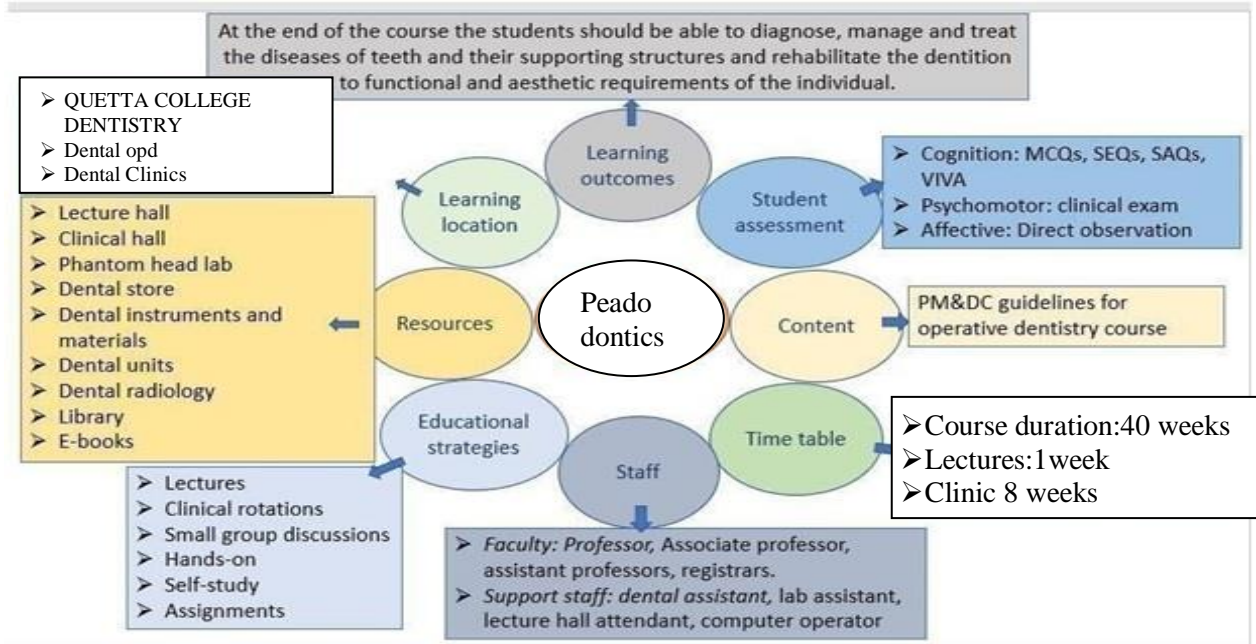 At the end of the course the students should be able to diagnose, manage and treat
the diseases of teeth and their supporting structures and rehabilitate the dentition
to functional and aesthetic requirements of the individual.
➢ QUETTA COLLEGE
DENTISTRY
➢ Dental opd
➢ Dental Clinics
Learning
outcomes
Learning
location
Student
assessment
➢ Cognition: MCQs, SEQs, SAQs,
VIVA
➢ Psychomotor: clinical exam
➢ Affective: Direct observation
➢ Lecture hall
➢ Clinical hall
➢ Phantom head lab
➢ Dental store
➢ Dental instruments and
materials
➢ Dental units
➢ Dental radiology
➢ Library
➢ E-books
Resources
Peado
dontics
Content
PM&DC guidelines for
operative dentistry course
Educational
strategies
Staff
Time table
➢Course duration:40 weeks
➢Lectures:1week
➢Clinic 8 weeks
➢ Lectures
➢ Clinical rotations
➢ Small group discussions
➢ Hands-on
➢ Self-study
➢ Assignments
➢ Faculty: Professor, Associate professor,
assistant professors, registrars.
➢ Support staff: dental assistant, lab assistant,
lecture hall attendant, computer operator